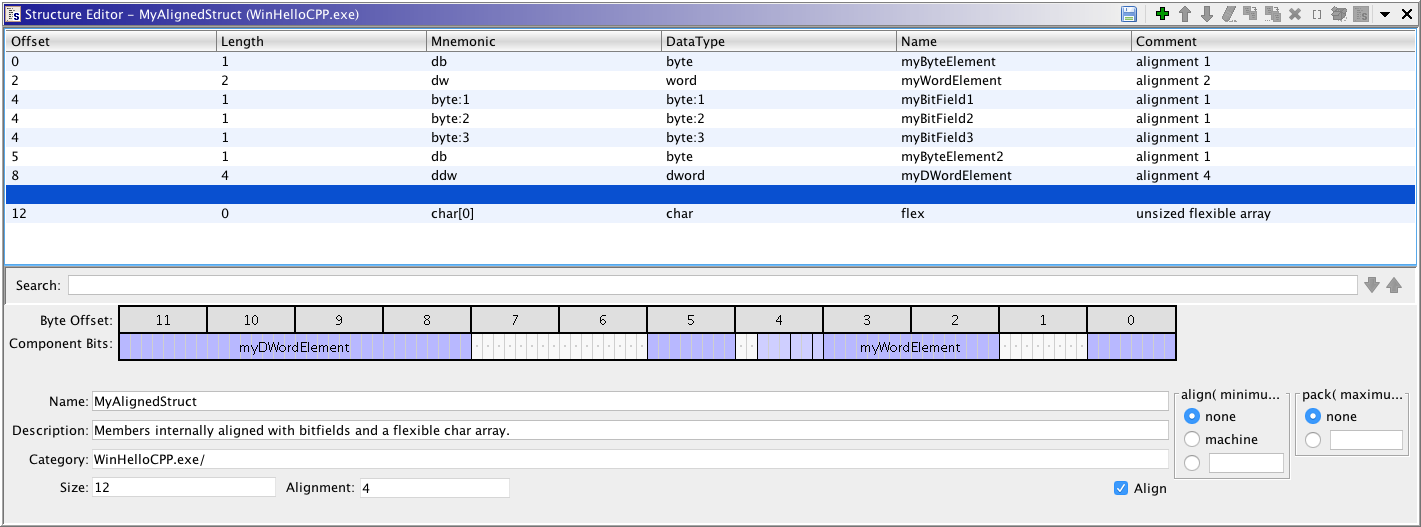 Structure Editor - MyAlignedStruct (WinHelloCPP.exe)
Offset Length Mnemonic DataType Name Comment
0 1 db byte myByteElement alignment 1
2 2 dw word myWordElement alignment 2
4 1 byte:1 byte:1 myBitField1 alignment 1
4 1 byte:2 byte:2 myBitField2 alignment 1
4 1 byte:3 byte:3 myBitField3 alignment 1
5 1 db byte myByteElement2 alignment 1
8 4 ddw dword myDWordElement alignment 4
12 0 char[0] char flex unsized flexible array
Search:
Byte Offset: 11 10 9 8 7 6 5 4 3 2 1 0
Component Bits: myDWordElement myWordElement
Name: MyAlignedStruct
Description: Members internally aligned with bitfields and a flexible char array.
Category: WinHelloCPP.exe/
Size: 12 Alignment: 4 Align
align( minimu...
none
machine
pack( maximu...
none